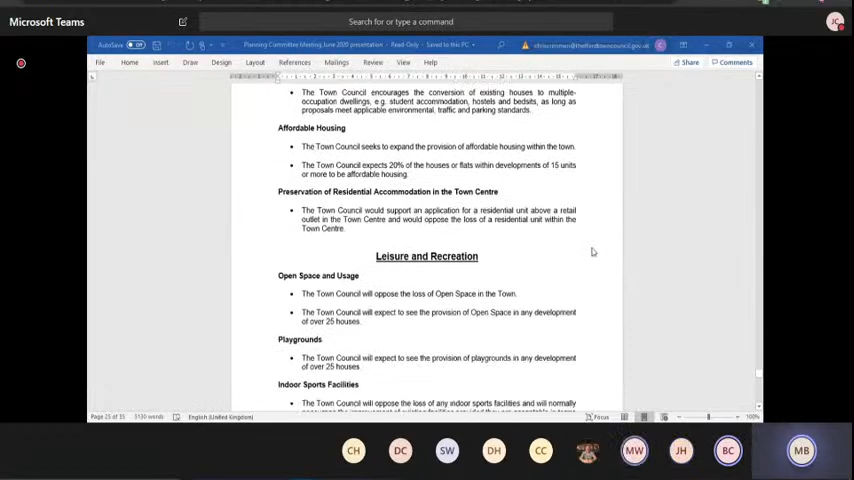 Microsoft Teams
Search for or type a command
JC
AutoSave Off
Planning Committee Meeting June 2020 presentation - Read-Only - Saved to this PC
File Home Insert Draw Design Layout References Mailings Review View Help
Share Comments
• The Town Council encourages the conversion of existing houses to multiple-
occupation dwellings, e.g. student accommodation, hostels and bedsits, as long as
proposals meet applicable environmental, traffic and parking standards.
Affordable Housing
• The Town Council seeks to expand the provision of affordable housing within the town.
• The Town Council expects 20% of the houses or flats within developments of 15 units
or more to be affordable housing.
Preservation of Residential Accommodation in the Town Centre
• The Town Council would support an application for a residential unit above a retail
outlet in the Town Centre and would oppose the loss of a residential unit within the
Town Centre.
Leisure and Recreation
Open Space and Usage
• The Town Council will oppose the loss of Open Space in the Town.
• The Town Council will expect to see the provision of Open Space in any development
of over 25 houses.
Playgrounds
• The Town Council will expect to see the provision of playgrounds in any development
of over 25 houses
Indoor Sports Facilities
• The Town Council will oppose the loss of any indoor sports facilities and will normally
Page 25 of 35 English (United Kingdom) Focus 100%
CH DC SW DH CC MW JH BC MB